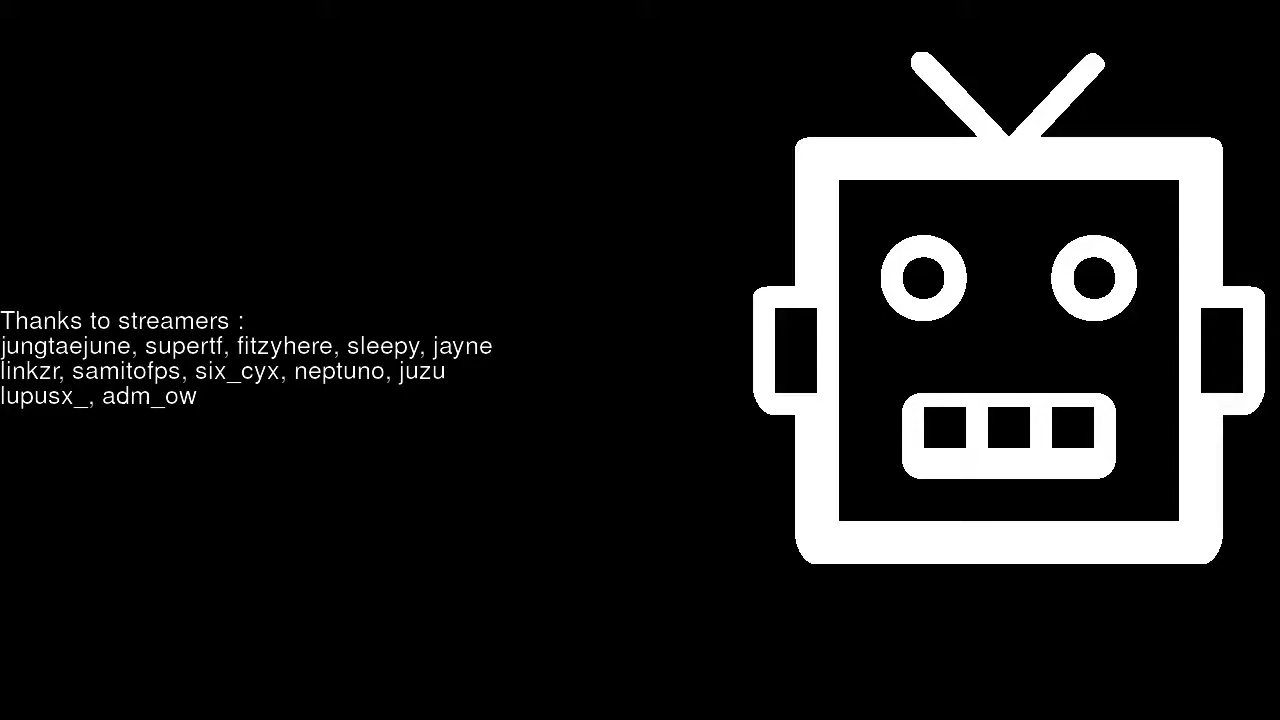 Thanks to streamers :
jungtaejune, supertf, fitzyhere, sleepy, jayne
linkzr, samitofps, six_cyx, neptuno, juzu
lupusx_, adm_ow